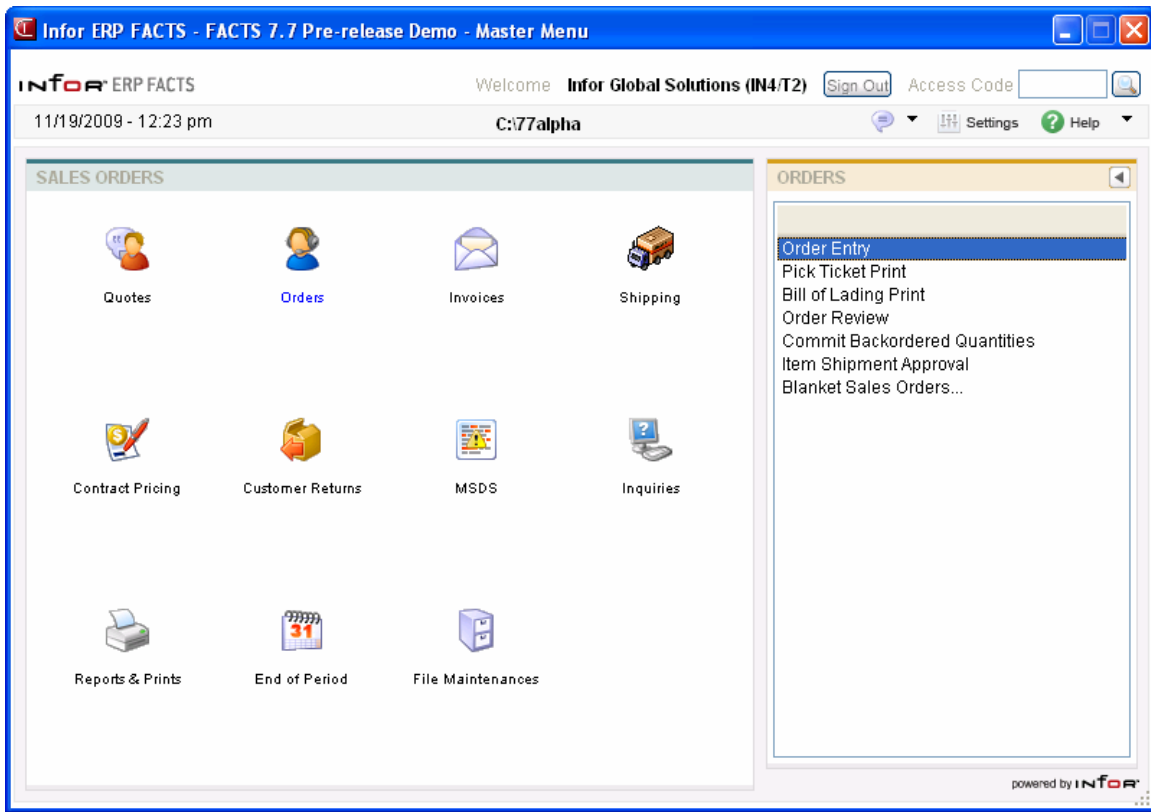 Infor ERP FACTS - FACTS 7.7 Pre-release Demo - Master Menu
infor ERP FACTS Welcome Infor Global Solutions (IN4/T2) Sign Out Access Code
11/19/2009 - 12:23 pm C:\77alpha Settings Help
SALES ORDERS
Quotes Orders Invoices Shipping
Contract Pricing Customer Returns MSDS Inquiries
31
Reports & Prints End of Period File Maintenances
ORDERS
Order Entry
Pick Ticket Print
Bill of Lading Print
Order Review
Commit Backordered Quantities
Item Shipment Approval
Blanket Sales Orders...
powered by infor